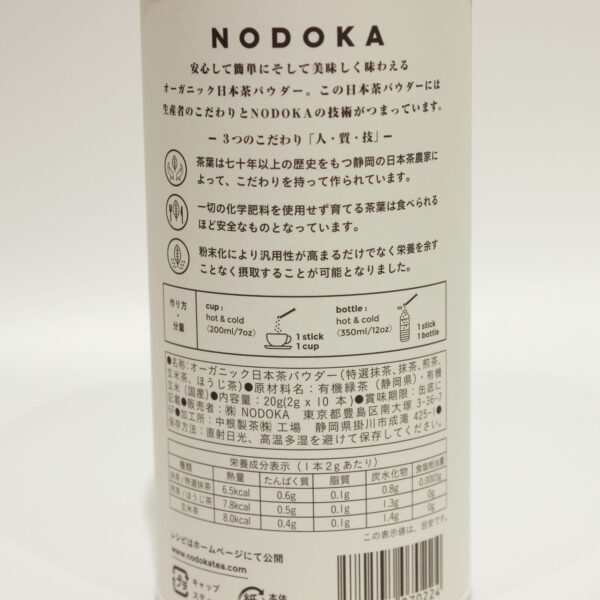 NODOKA
安心して簡単にそして美味しく味わえる
オーガニック日本茶パウダー。この日本茶パウダーには
生産者のこだわりとNODOKAの技術がつまっています。
― 3つのこだわり「人・質・技」―
茶葉は七十年以上の歴史をもつ静岡の日本茶農家に
よって、こだわりを持って作られています。
一切の化学肥料を使用せず育てる茶葉は食べられる
ほど安全なものとなっています。
粉末化により汎用性が高まるだけでなく栄養を余す
ことなく摂取することが可能となりました。
作り方
・
分量
cup :
hot & cold
〈200ml/7oz〉
1 stick
1 cup
bottle :
hot & cold
〈350ml/12oz〉
1 stick
1 bottle
●名称:オーガニック日本茶パウダー(特選抹茶、抹茶、煎茶、
玄米茶、ほうじ茶)●原材料名:有機緑茶(静岡県)・有機
玄米(国産)●内容量:20g(2g×10本)●賞味期限:缶底に
記載●販売者:㈱NODOKA 東京都豊島区南大塚 3-36-7
6F●加工所:中根製茶㈱ 工場 静岡県掛川市成滝 425-1●
保存方法:直射日光、高温多湿を避けて保存してください。
栄養成分表示(1本2gあたり)
種類 熱量 たんぱく質 脂質 炭水化物 食塩相当量
抹茶/特選抹茶 6.5kcal 0.6g 0.1g 0.8g 0.0003g
煎茶/ほうじ茶 7.8kcal 0.5g 0.1g 1.3g 0g
玄米茶 8.0kcal 0.4g 0.1g 1.4g 0g
この表示値は、目安です。
レシピはホームページにて公開
www.nodokatea.com
プラ
キャップ
スティ
紙
本体
70224